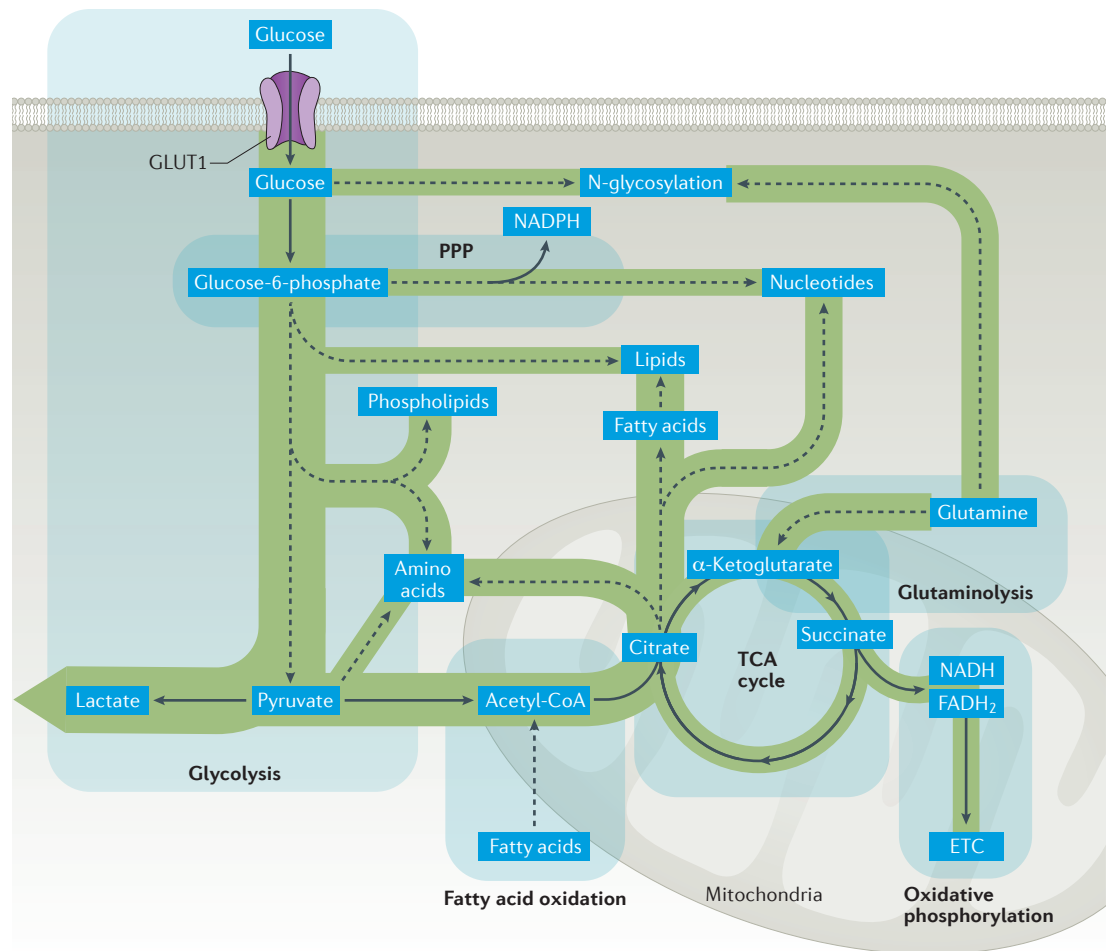 Glucose
GLUT1
Glucose
N-glycosylation
NADPH
PPP
Glucose-6-phosphate
Nucleotides
Lipids
Phospholipids
Fatty acids
Glutamine
α-Ketoglutarate
Amino
acids
Glutaminolysis
Citrate
TCA
cycle
Succinate
NADH
FADH₂
Lactate
Pyruvate
Acetyl-CoA
Glycolysis
Fatty acids
ETC
Fatty acid oxidation
Mitochondria
Oxidative
phosphorylation